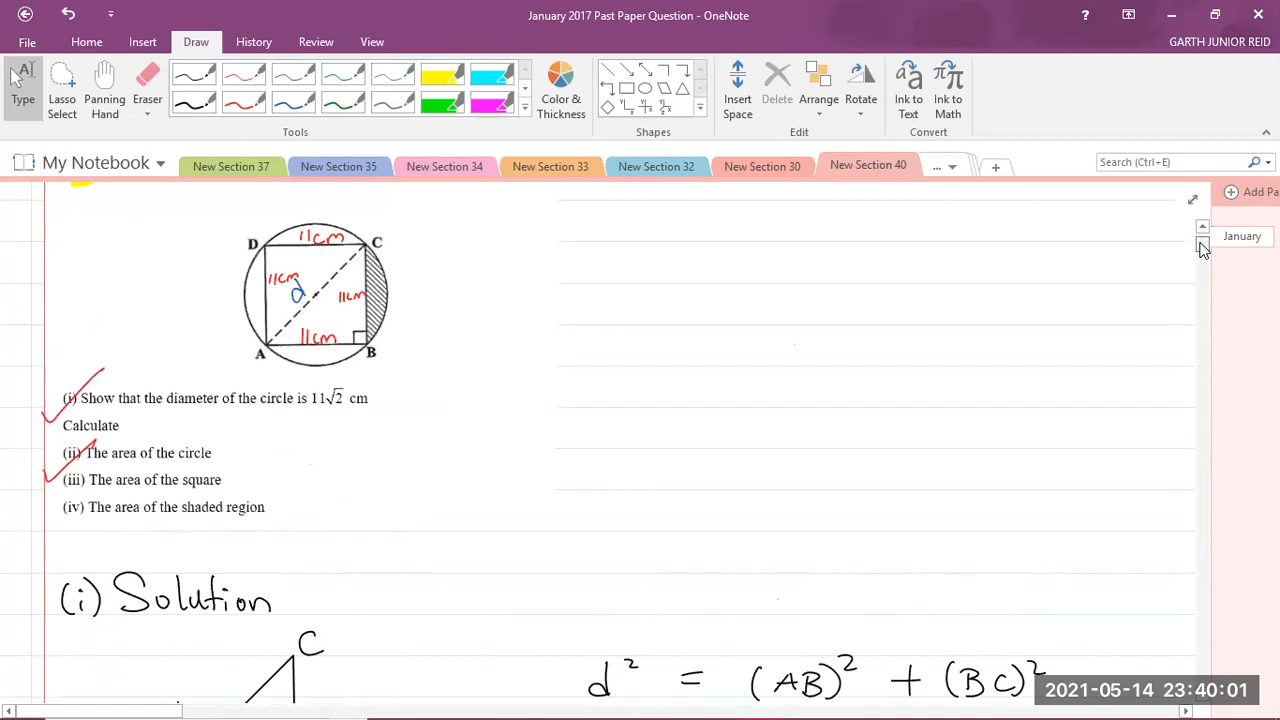 January 2017 Past Paper Question - OneNote
?
File
Home
Insert
Draw
History
Review
View
GARTH JUNIOR REID
Type
Lasso Select
Panning Hand
Eraser
Color & Thickness
Insert Space
Delete
Arrange
Rotate
Ink to Text
Ink to Math
Tools
Shapes
Edit
Convert
My Notebook
New Section 37
New Section 35
New Section 34
New Section 33
New Section 32
New Section 30
New Section 40
...
Search (Ctrl+E)
Add Pa
January
D 11cm C
11cm
d 11cm
11cm
A B
(i) Show that the diameter of the circle is 11√2 cm
Calculate
(ii) The area of the circle
(iii) The area of the square
(iv) The area of the shaded region
(i) Solution
C
d² = (AB)² + (BC)²
2021-05-14 23:40:01